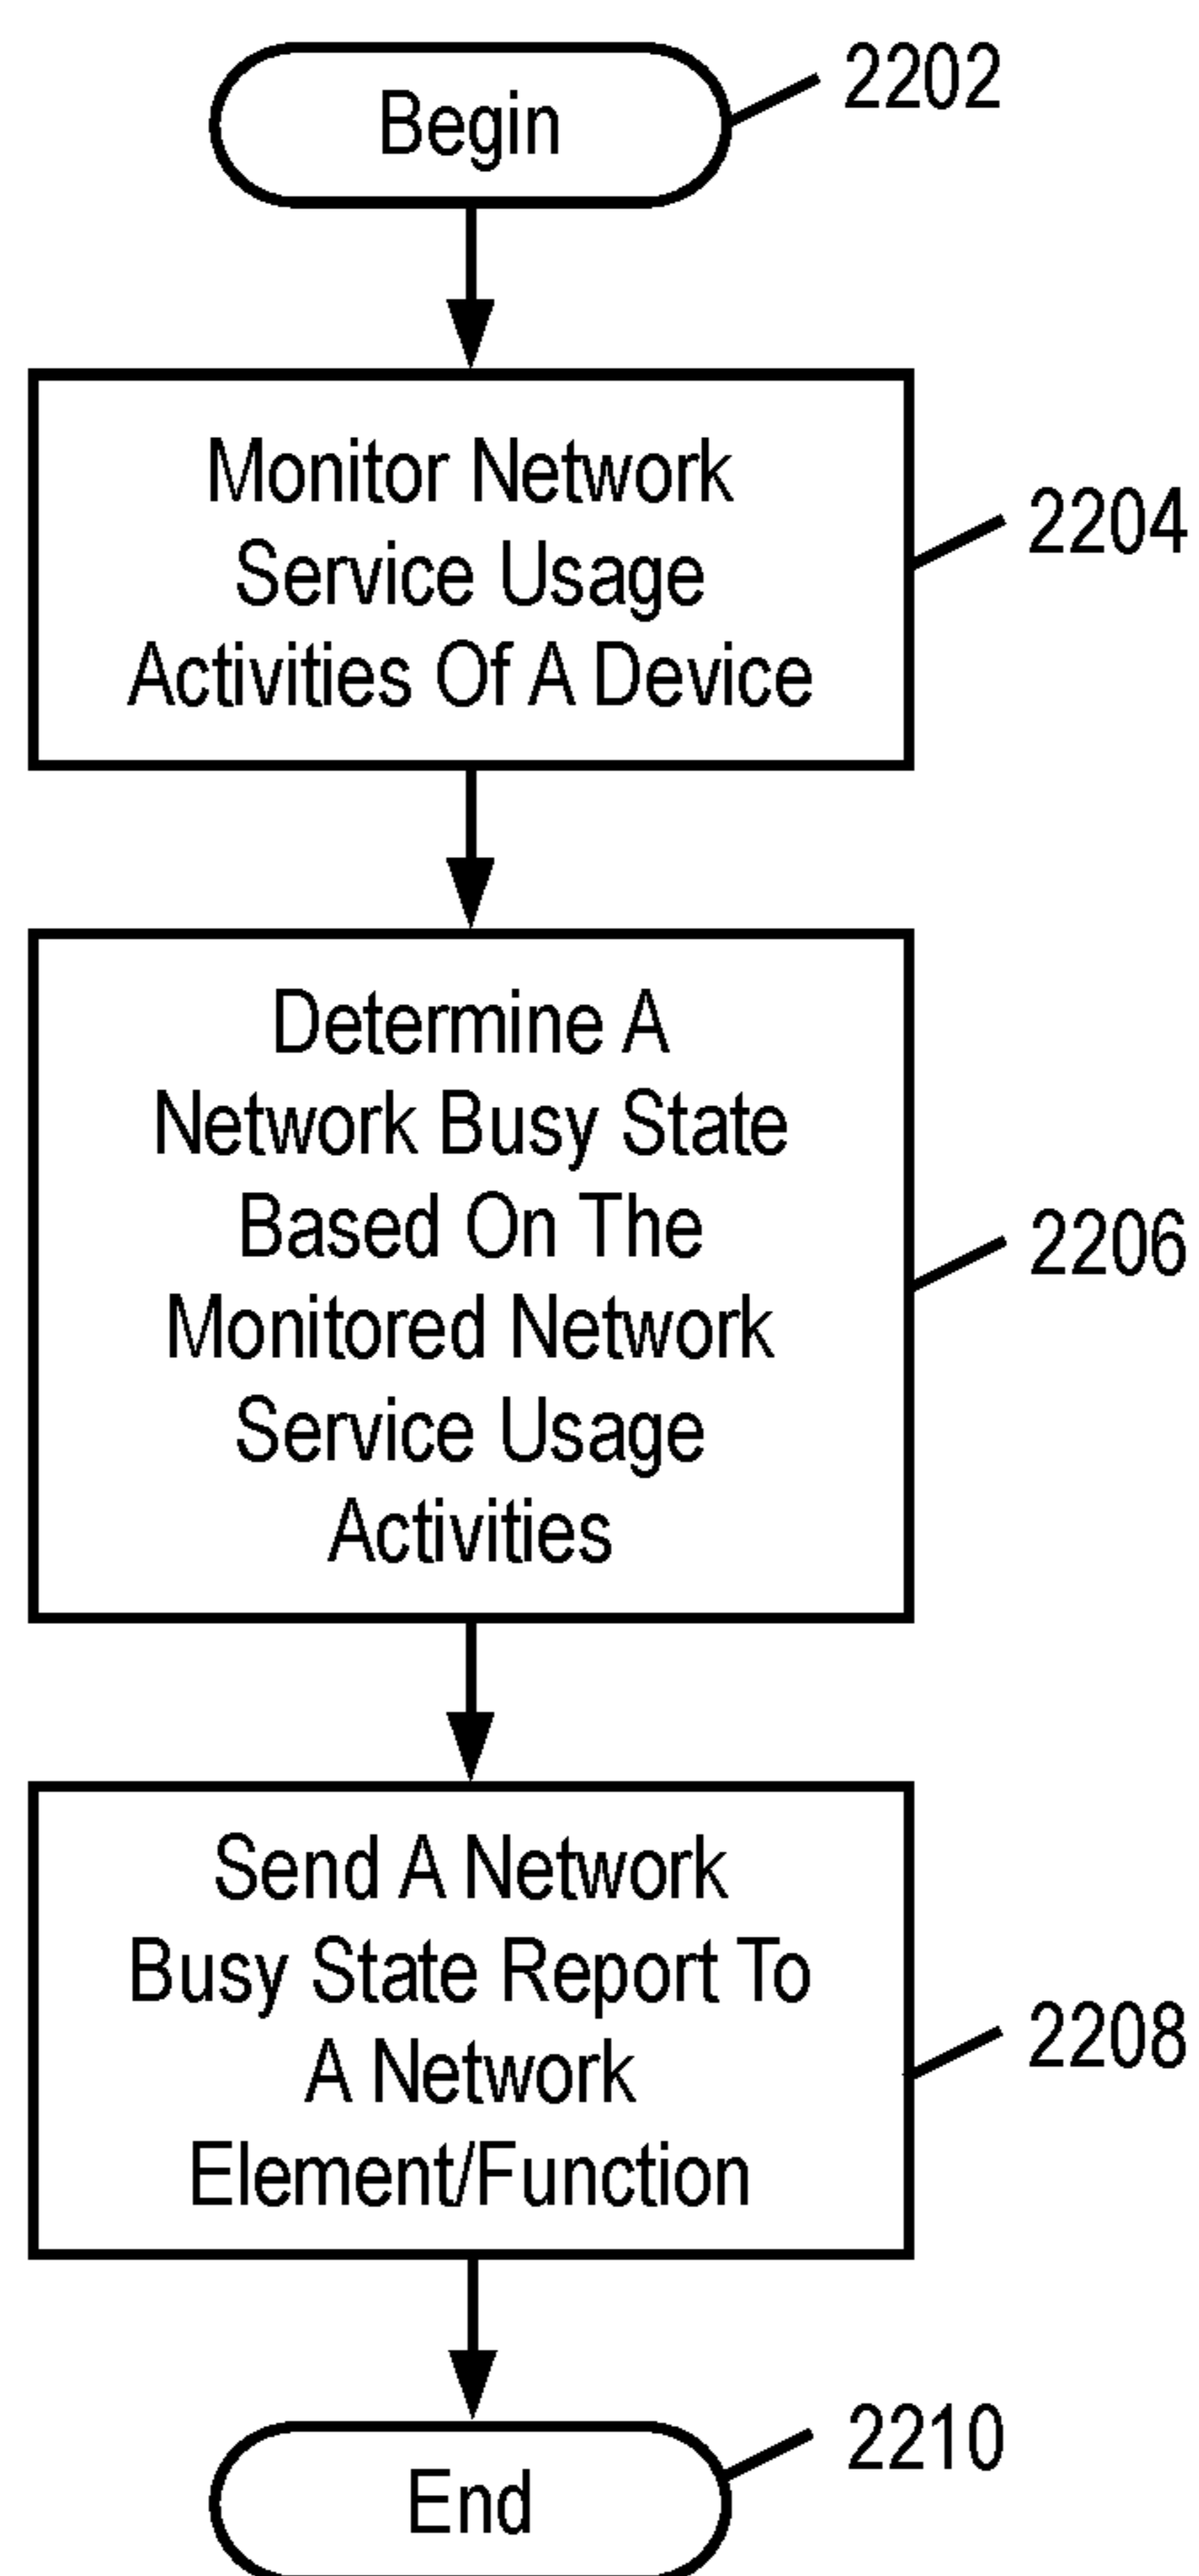 Begin
2202
Monitor Network
Service Usage
Activities Of A Device
2204
Determine A
Network Busy State
Based On The
Monitored Network
Service Usage
Activities
2206
Send A Network
Busy State Report To
A Network
Element/Function
2208
End
2210